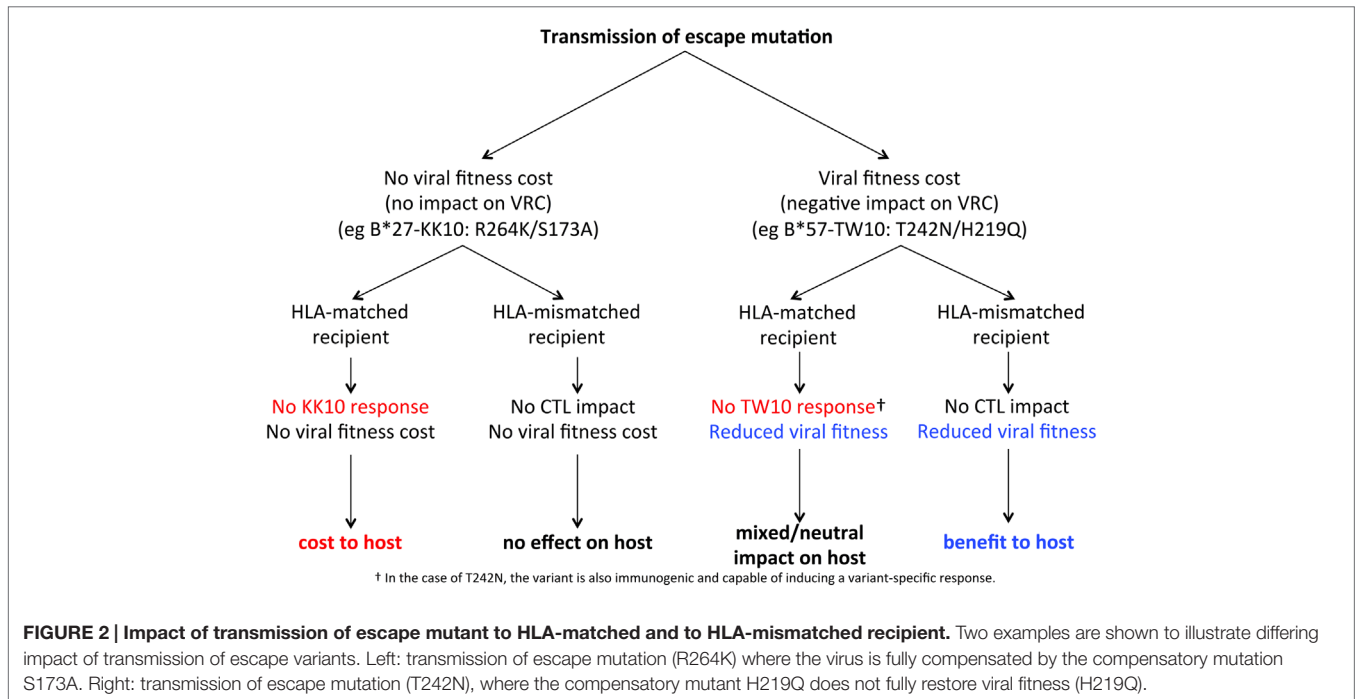 Transmission of escape mutation
No viral fitness cost
(no impact on VRC)
(eg B*27-KK10: R264K/S173A)
Viral fitness cost
(negative impact on VRC)
(eg B*57-TW10: T242N/H219Q)
HLA-matched
recipient
HLA-mismatched
recipient
HLA-matched
recipient
HLA-mismatched
recipient
No KK10 response
No viral fitness cost
No CTL impact
No viral fitness cost
No TW10 response†
Reduced viral fitness
No CTL impact
Reduced viral fitness
cost to host
no effect on host
mixed/neutral
impact on host
benefit to host
† In the case of T242N, the variant is also immunogenic and capable of inducing a variant-specific response.
FIGURE 2 | Impact of transmission of escape mutant to HLA-matched and to HLA-mismatched recipient. Two examples are shown to illustrate differing
impact of transmission of escape variants. Left: transmission of escape mutation (R264K) where the virus is fully compensated by the compensatory mutation
S173A. Right: transmission of escape mutation (T242N), where the compensatory mutant H219Q does not fully restore viral fitness (H219Q).